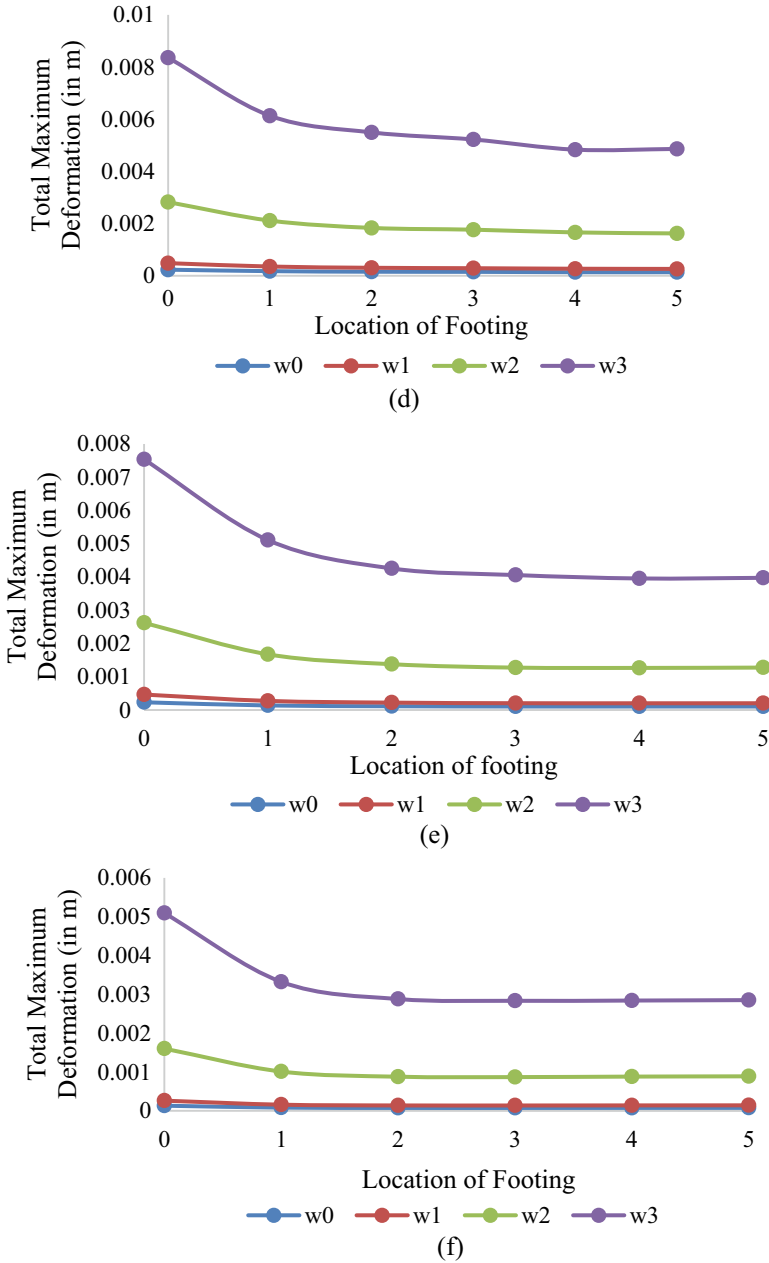 0.01
0.008
0.006
0.004
0.002
0
Total Maximum
Deformation (in m)
0 1 2 3 4 5
Location of Footing
w0 w1 w2 w3
(d)
0.008
0.007
0.006
0.005
0.004
0.003
0.002
0.001
0
Total Maximum
Deformation (in m)
0 1 2 3 4 5
Location of footing
w0 w1 w2 w3
(e)
0.006
0.005
0.004
0.003
0.002
0.001
0
Total Maximum
Deformation (in m)
0 1 2 3 4 5
Location of Footing
w0 w1 w2 w3
(f)